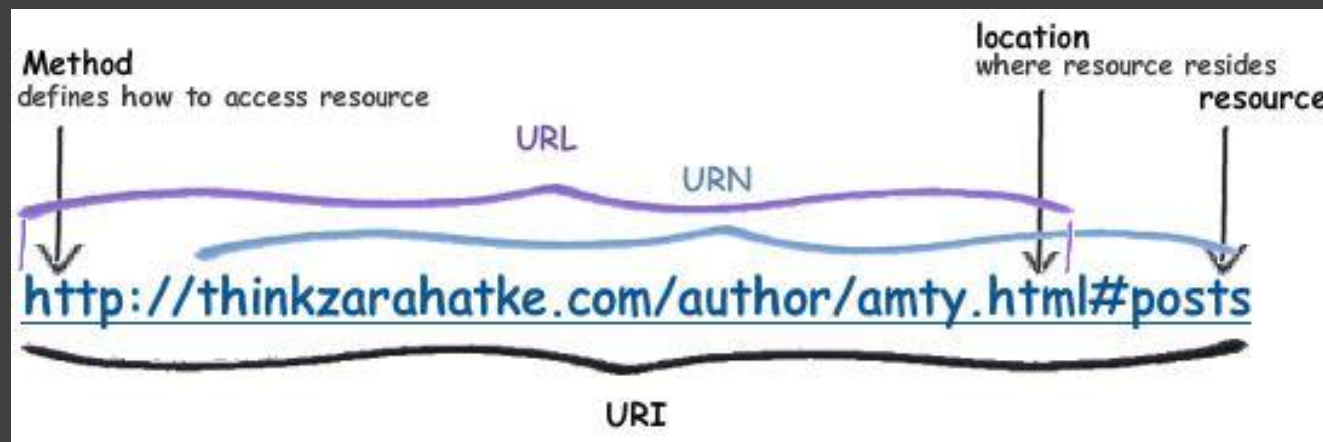 Method
defines how to access resource
location
where resource resides
resource
URL
URN
http://thinkzarahatke.com/author/amty.html#posts
URI